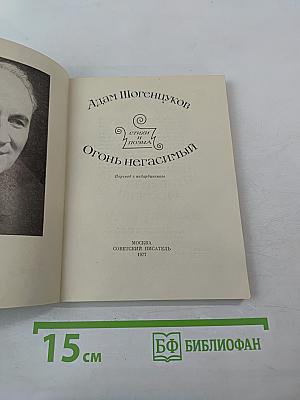 Адам Шогенцуков
СТИХИ
И
ПОЭМА
Огонь негасимый
Перевод с кабардинского
МОСКВА
СОВЕТСКИЙ ПИСАТЕЛЬ
1977
15 см
БФ БИБЛИОФАН